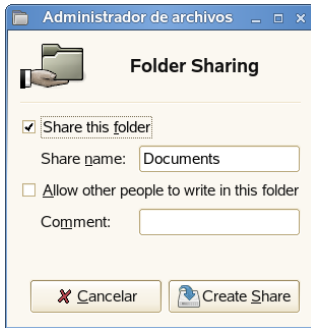 Administrador de archivos
Folder Sharing
Share this folder
Share name: Documents
Allow other people to write in this folder
Comment:
Cancelar Create Share